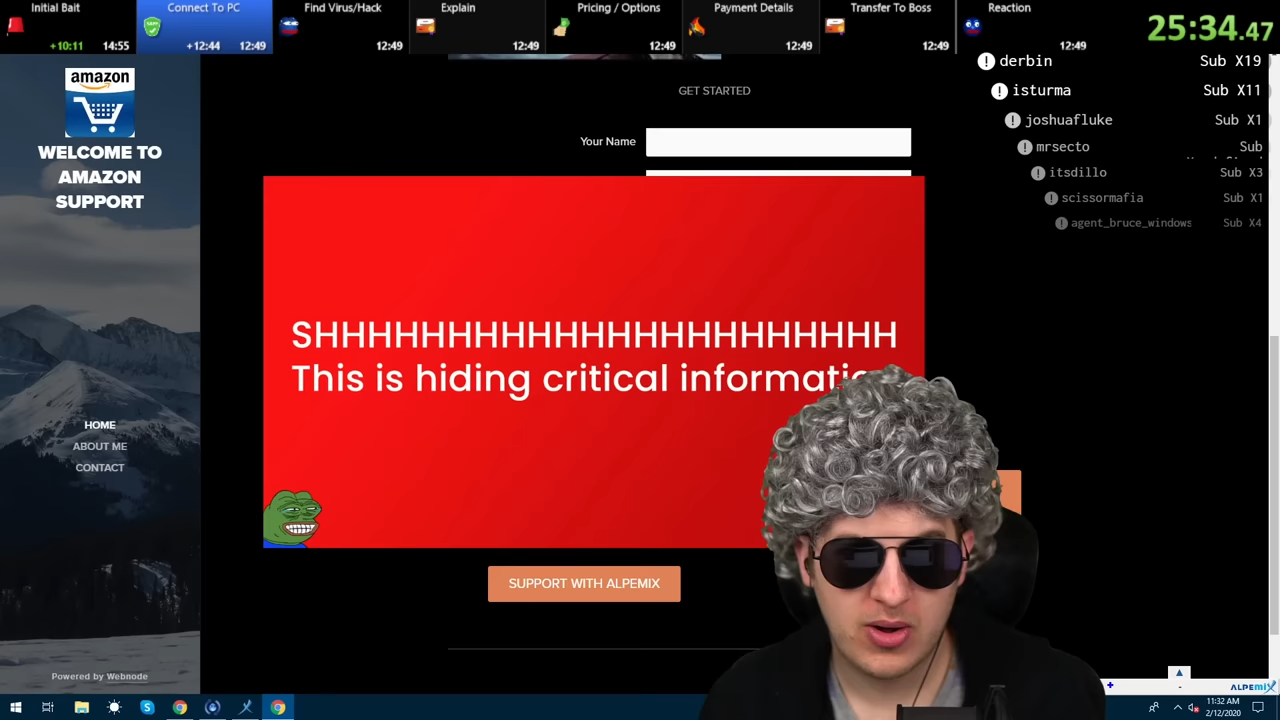 Initial Bait
+10:11 14:55
Connect To PC
+12:44 12:49
Find Virus/Hack
12:49
Explain
12:49
Pricing / Options
12:49
Payment Details
12:49
Transfer To Boss
12:49
Reaction
12:49
25:34.47
derbin Sub X19
isturma Sub X11
joshuafluke Sub X1
mrsecto Sub
itsdillo Sub X3
scissormafia Sub X1
agent_bruce_windows Sub X4
amazon
WELCOME TO
AMAZON
SUPPORT
HOME
ABOUT ME
CONTACT
Powered by Webnode
GET STARTED
Your Name
SHHHHHHHHHHHHHHHHHHHHHH
This is hiding critical informatio
SUPPORT WITH ALPEMIX
ALPEMIX
11:32 AM
2/12/2020